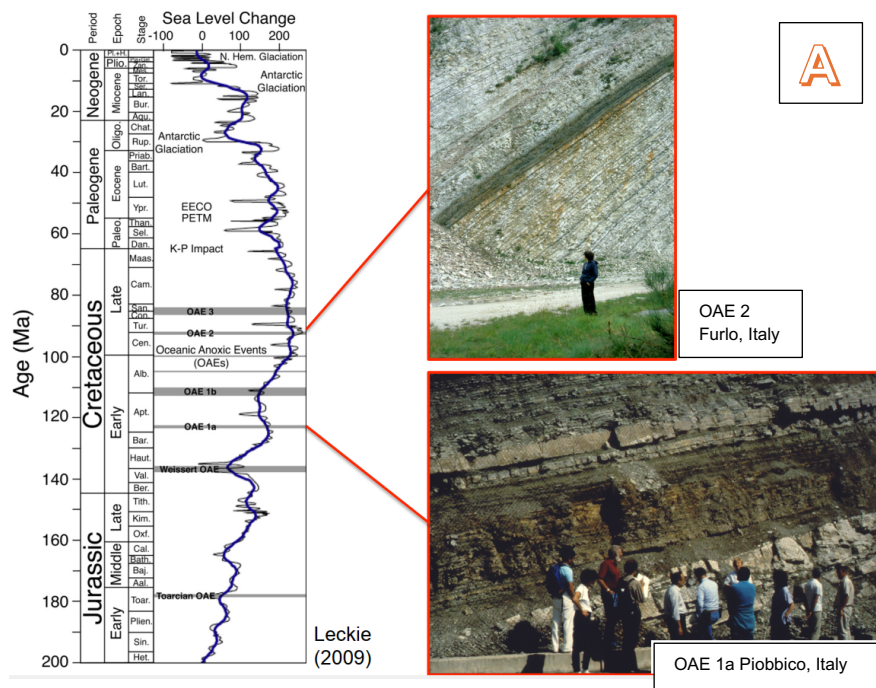 Sea Level Change
Period
Epoch
Stage
-100 0 100 200
Age (Ma)
0
20
40
60
80
100
120
140
160
180
200
Neogene
Paleogene
Cretaceous
Jurassic
Plio.
Miocene
Oligo.
Eocene
Paleo.
Late
Early
Late
Middle
Early
Pl.+H.
Zan.
Mes.
Tor.
Ser.
Lan.
Bur.
Aqu.
Chat.
Rup.
Priab.
Bart.
Lut.
Ypr.
Than.
Sel.
Dan.
Maas.
Cam.
San.
Con.
Tur.
Cen.
Alb.
Apt.
Bar.
Haut.
Val.
Ber.
Tith.
Kim.
Oxf.
Cal.
Bath.
Baj.
Aal.
Toar.
Plien.
Sin.
Het.
N. Hem. Glaciation
Antarctic
Glaciation
Antarctic
Glaciation
EECO
PETM
K-P Impact
OAE 3
OAE 2
Oceanic Anoxic Events
(OAEs)
OAE 1b
OAE 1a
Weissert OAE
Toarcian OAE
Leckie
(2009)
A
OAE 2
Furlo, Italy
OAE 1a Piobbico, Italy